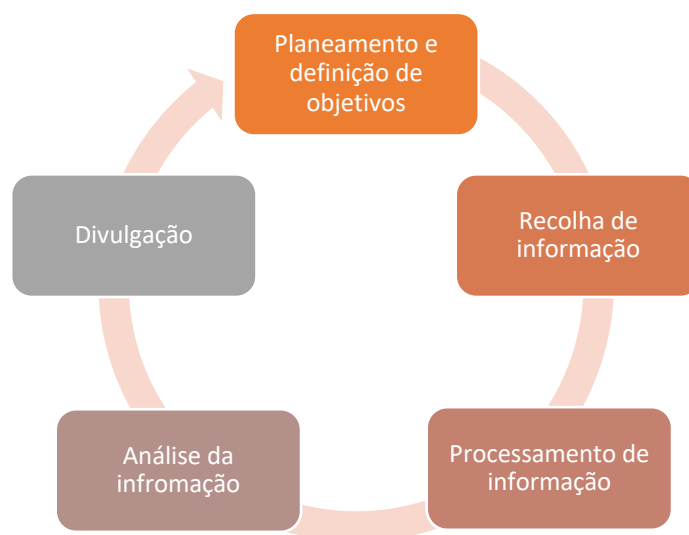 Planeamento e
definição de
objetivos
Recolha de
informação
Processamento de
informação
Análise da
infromação
Divulgação